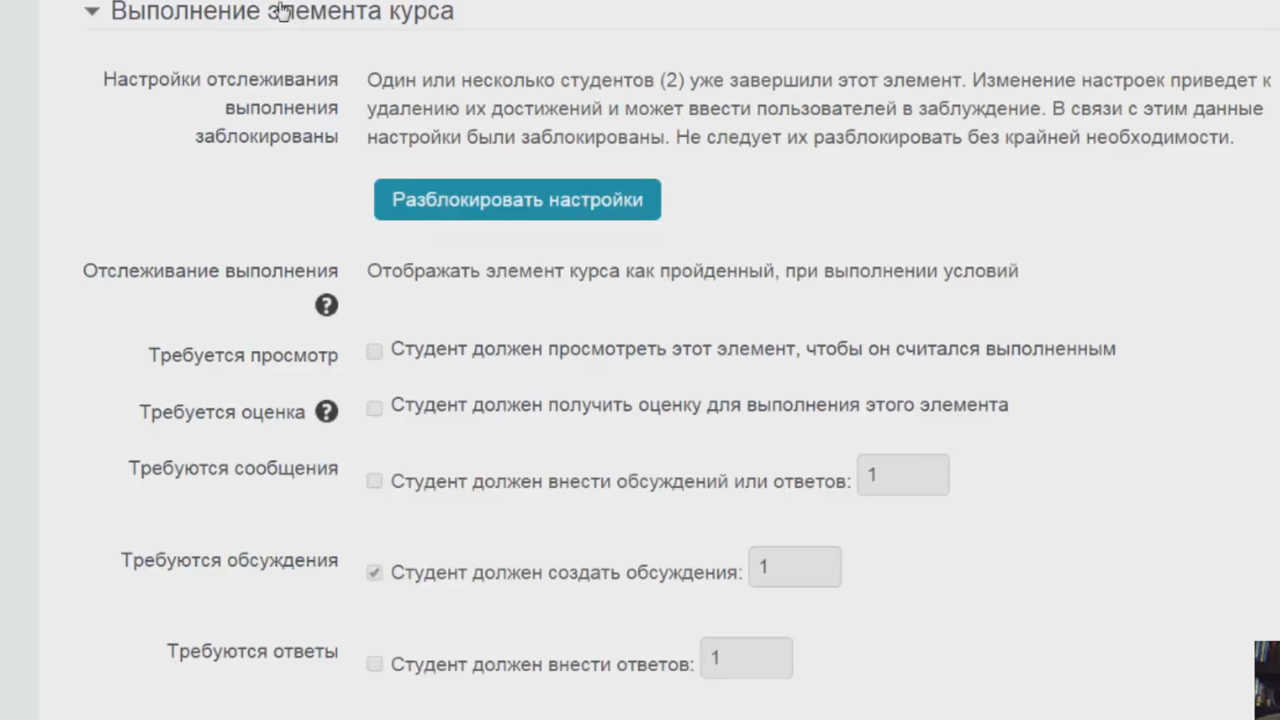 Выполнение элемента курса
Настройки отслеживания
выполнения
заблокированы
Один или несколько студентов (2) уже завершили этот элемент. Изменение настроек приведет к
удалению их достижений и может ввести пользователей в заблуждение. В связи с этим данные
настройки были заблокированы. Не следует их разблокировать без крайней необходимости.
Разблокировать настройки
Отслеживание выполнения
Отображать элемент курса как пройденный, при выполнении условий
Требуется просмотр
Студент должен просмотреть этот элемент, чтобы он считался выполненным
Требуется оценка
Студент должен получить оценку для выполнения этого элемента
Требуются сообщения
Студент должен внести обсуждений или ответов: 1
Требуются обсуждения
Студент должен создать обсуждения: 1
Требуются ответы
Студент должен внести ответов: 1